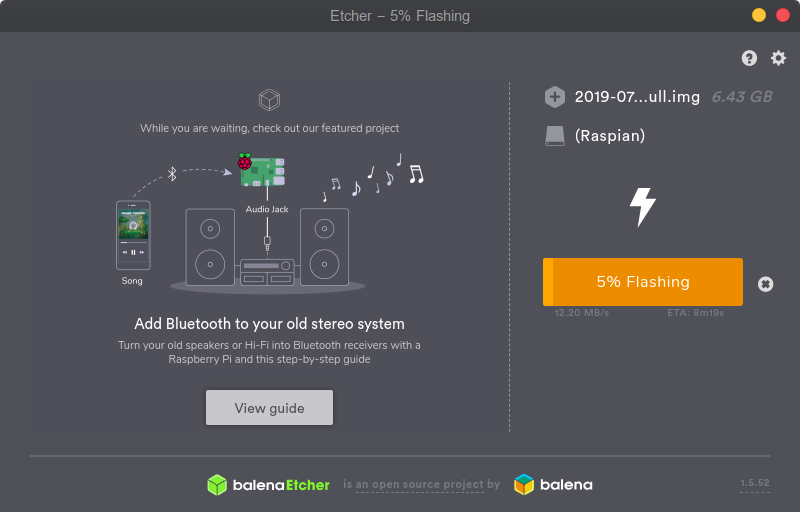 Etcher – 5% Flashing
While you are waiting, check out our featured project
Audio Jack
Song
Add Bluetooth to your old stereo system
Turn your old speakers or Hi-Fi into Bluetooth receivers with a
Raspberry Pi and this step-by-step guide
View guide
2019-07...ull.img 6.43 GB
(Raspian)
5% Flashing
12.20 MB/s ETA: 8m19s
balenaEtcher is an open source project by balena 1.5.52